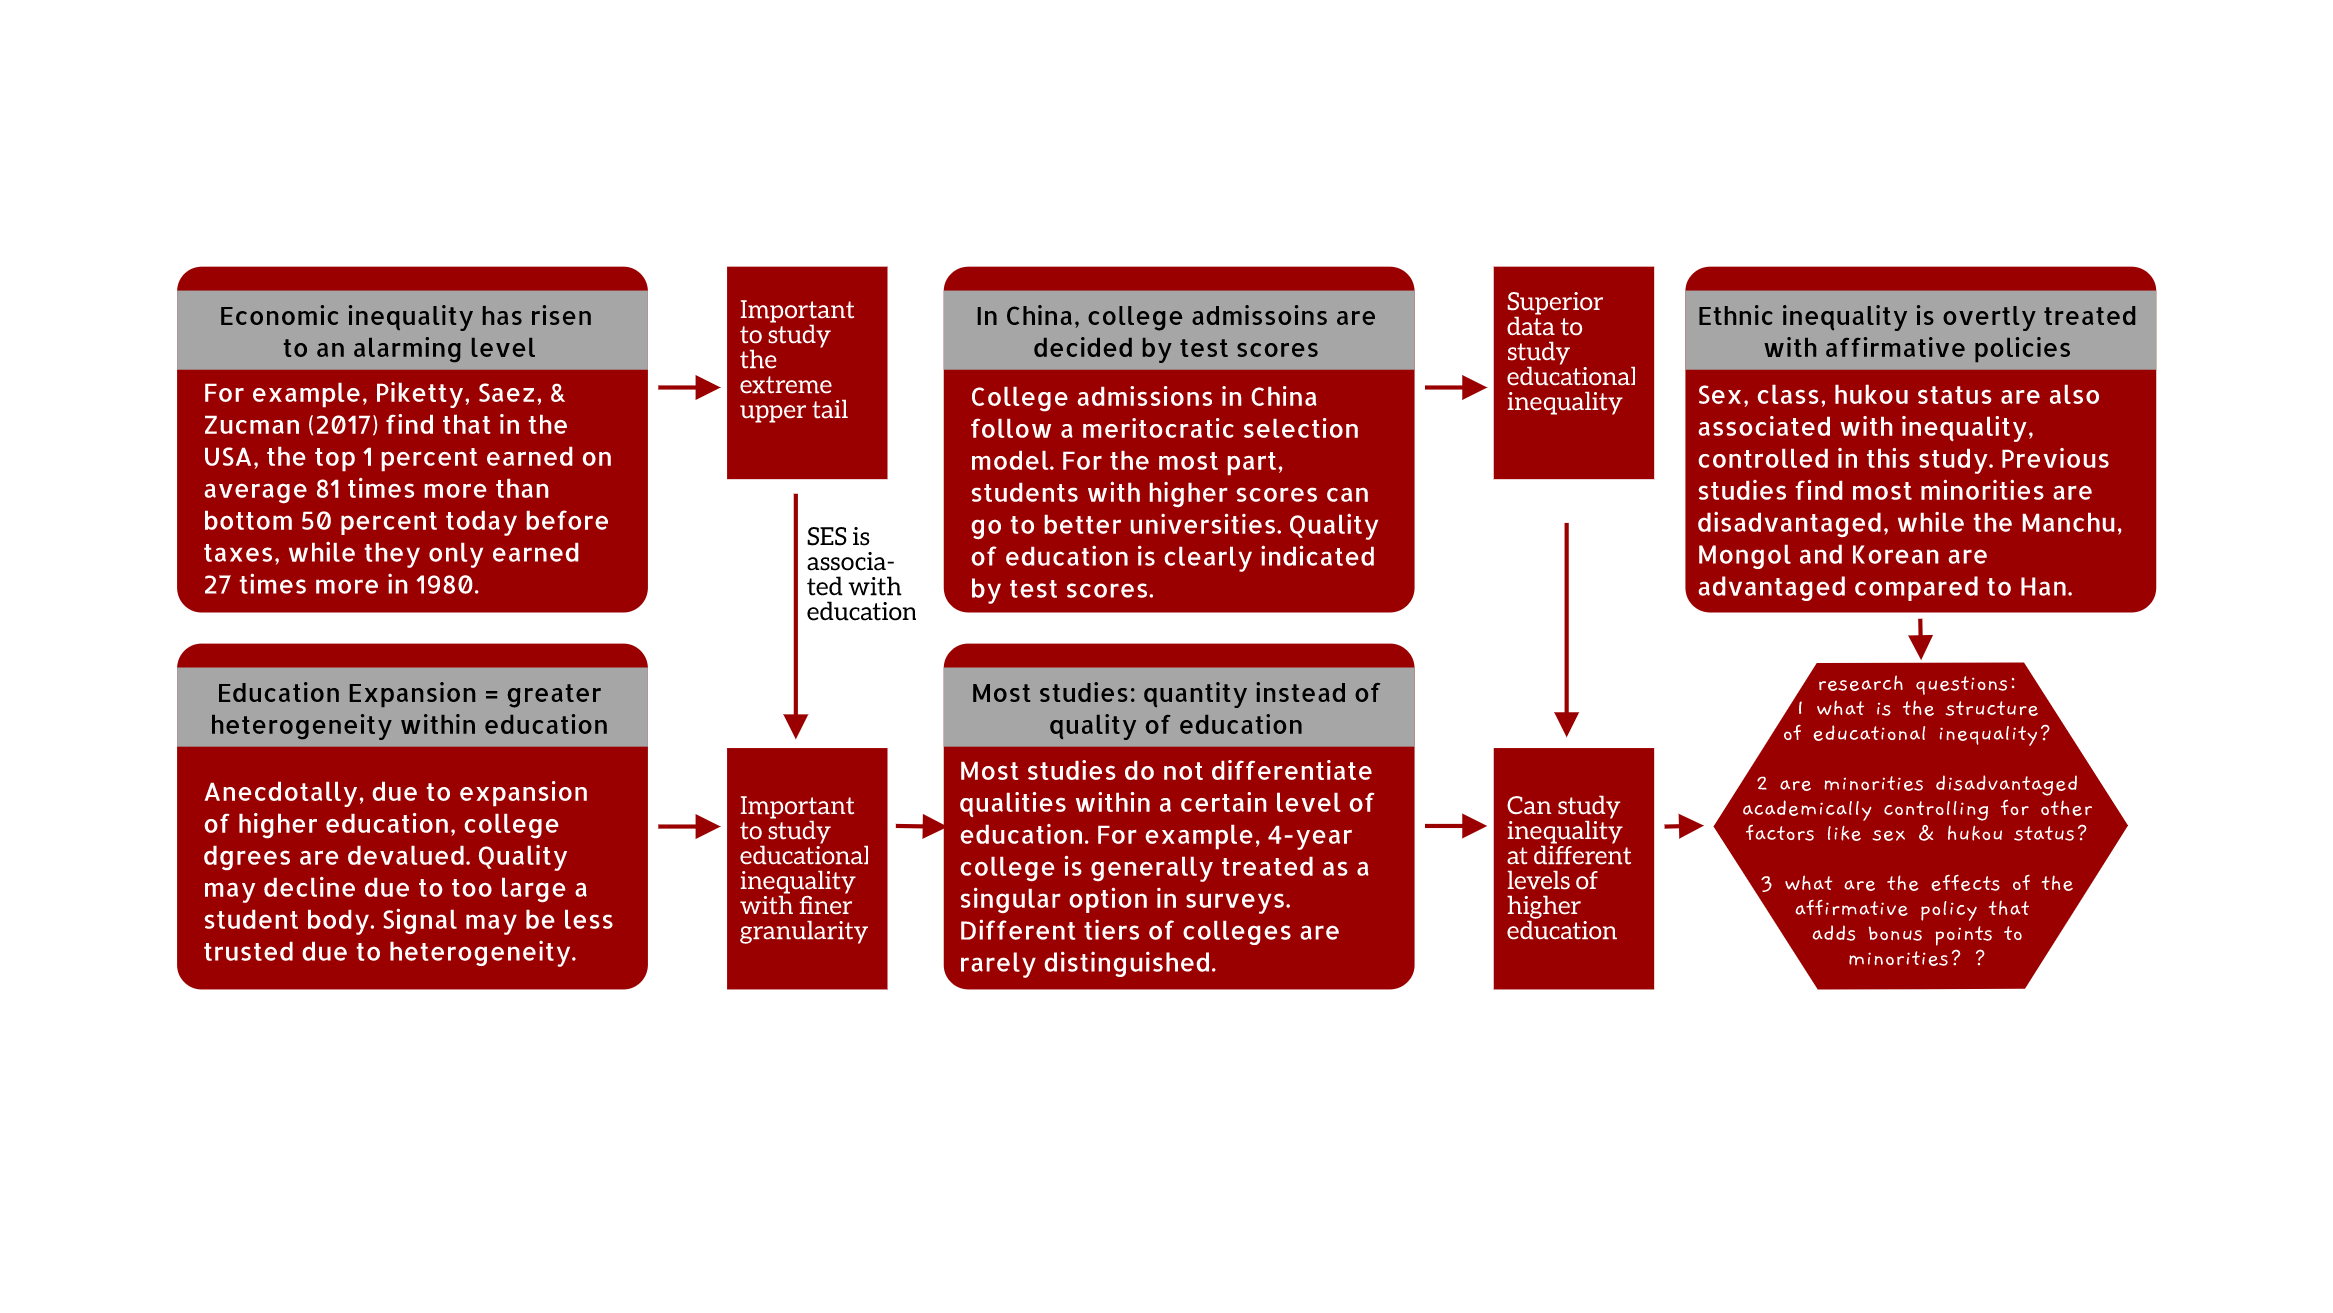 Economic inequality has risen
to an alarming level
For example, Piketty, Saez, &
Zucman (2017) find that in the
USA, the top 1 percent earned on
average 81 times more than
bottom 50 percent today before
taxes, while they only earned
27 times more in 1980.
Important
to study
the
extreme
upper tail
SES is
associa-
ted with
education
In China, college admissoins are
decided by test scores
College admissions in China
follow a meritocratic selection
model. For the most part,
students with higher scores can
go to better universities. Quality
of education is clearly indicated
by test scores.
Superior
data to
study
educational
inequality
Ethnic inequality is overtly treated
with affirmative policies
Sex, class, hukou status are also
associated with inequality,
controlled in this study. Previous
studies find most minorities are
disadvantaged, while the Manchu,
Mongol and Korean are
advantaged compared to Han.
Education Expansion = greater
heterogeneity within education
Anecdotally, due to expansion
of higher education, college
dgrees are devalued. Quality
may decline due to too large a
student body. Signal may be less
trusted due to heterogeneity.
Important
to study
educational
inequality
with finer
granularity
Most studies: quantity instead of
quality of education
Most studies do not differentiate
qualities within a certain level of
education. For example, 4-year
college is generally treated as a
singular option in surveys.
Different tiers of colleges are
rarely distinguished.
Can study
inequality
at different
levels of
higher
education
research questions:
1 what is the structure
of educational inequality?
2 are minorities disadvantaged
academically controlling for other
factors like sex & hukou status?
3 what are the effects of the
affirmative policy that
adds bonus points to
minorities? ?